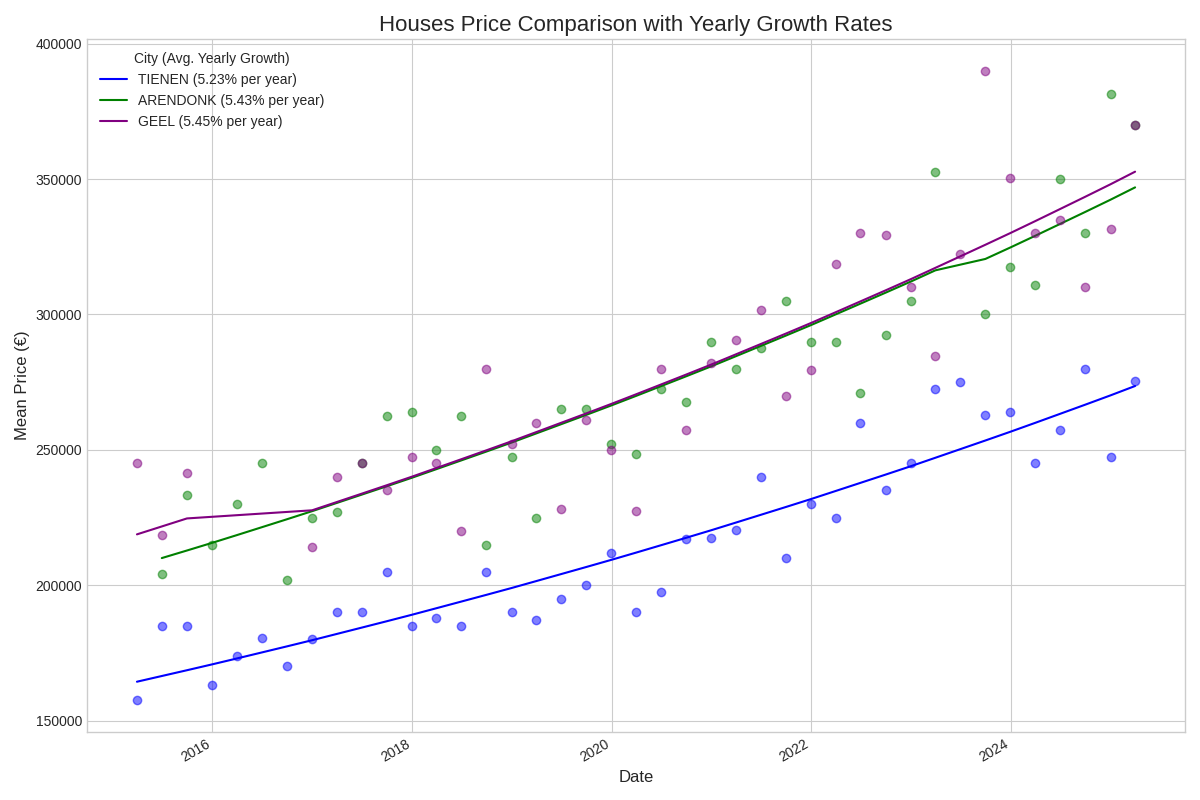 Houses Price Comparison with Yearly Growth Rates
400000
350000
300000
250000
200000
150000
Mean Price (€)
City (Avg. Yearly Growth)
TIENEN (5.23% per year)
ARENDONK (5.43% per year)
GEEL (5.45% per year)
2016
2018
2020
2022
2024
Date